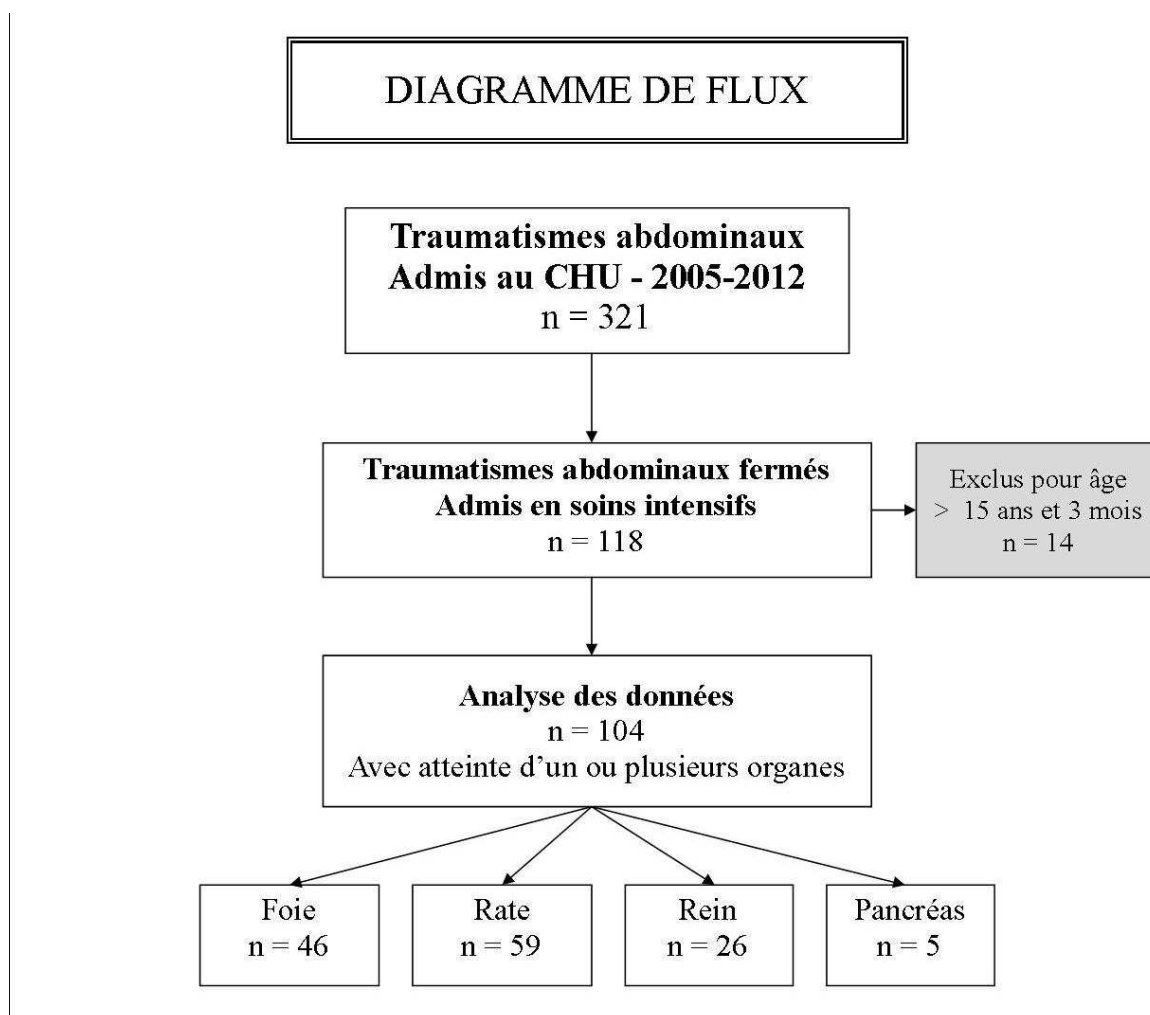 DIAGRAMME DE FLUX
Traumatismes abdominaux
Admis au CHU - 2005-2012
n = 321
Traumatismes abdominaux fermés
Admis en soins intensifs
n = 118
Exclus pour âge
> 15 ans et 3 mois
n = 14
Analyse des données
n = 104
Avec atteinte d’un ou plusieurs organes
Foie
n = 46
Rate
n = 59
Rein
n = 26
Pancréas
n = 5